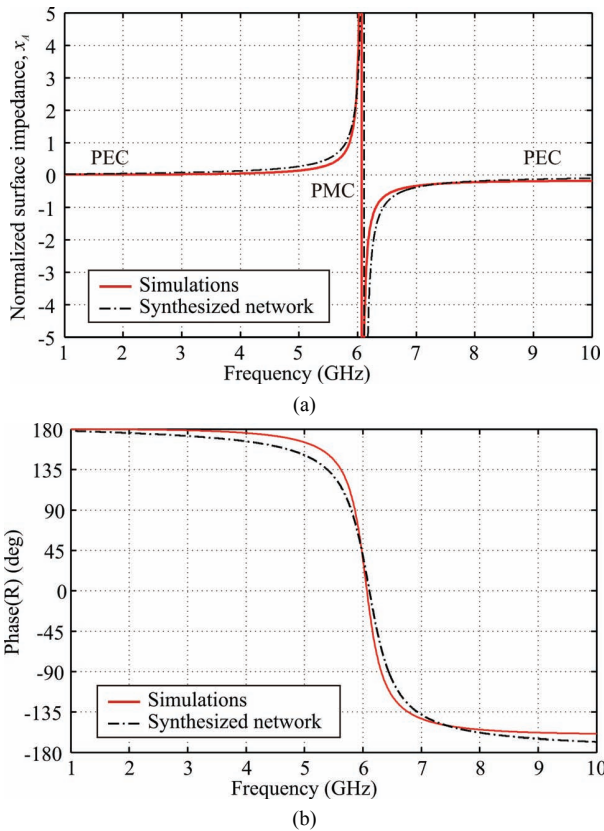 5
4
3
2
1
0
-1
-2
-3
-4
-5
Normalized surface impedance, x_A
PEC
PMC
PEC
Simulations
Synthesized network
1 2 3 4 5 6 7 8 9 10
Frequency (GHz)
(a)
180
135
90
45
0
-45
-90
-135
-180
Phase(R) (deg)
Simulations
Synthesized network
1 2 3 4 5 6 7 8 9 10
Frequency (GHz)
(b)